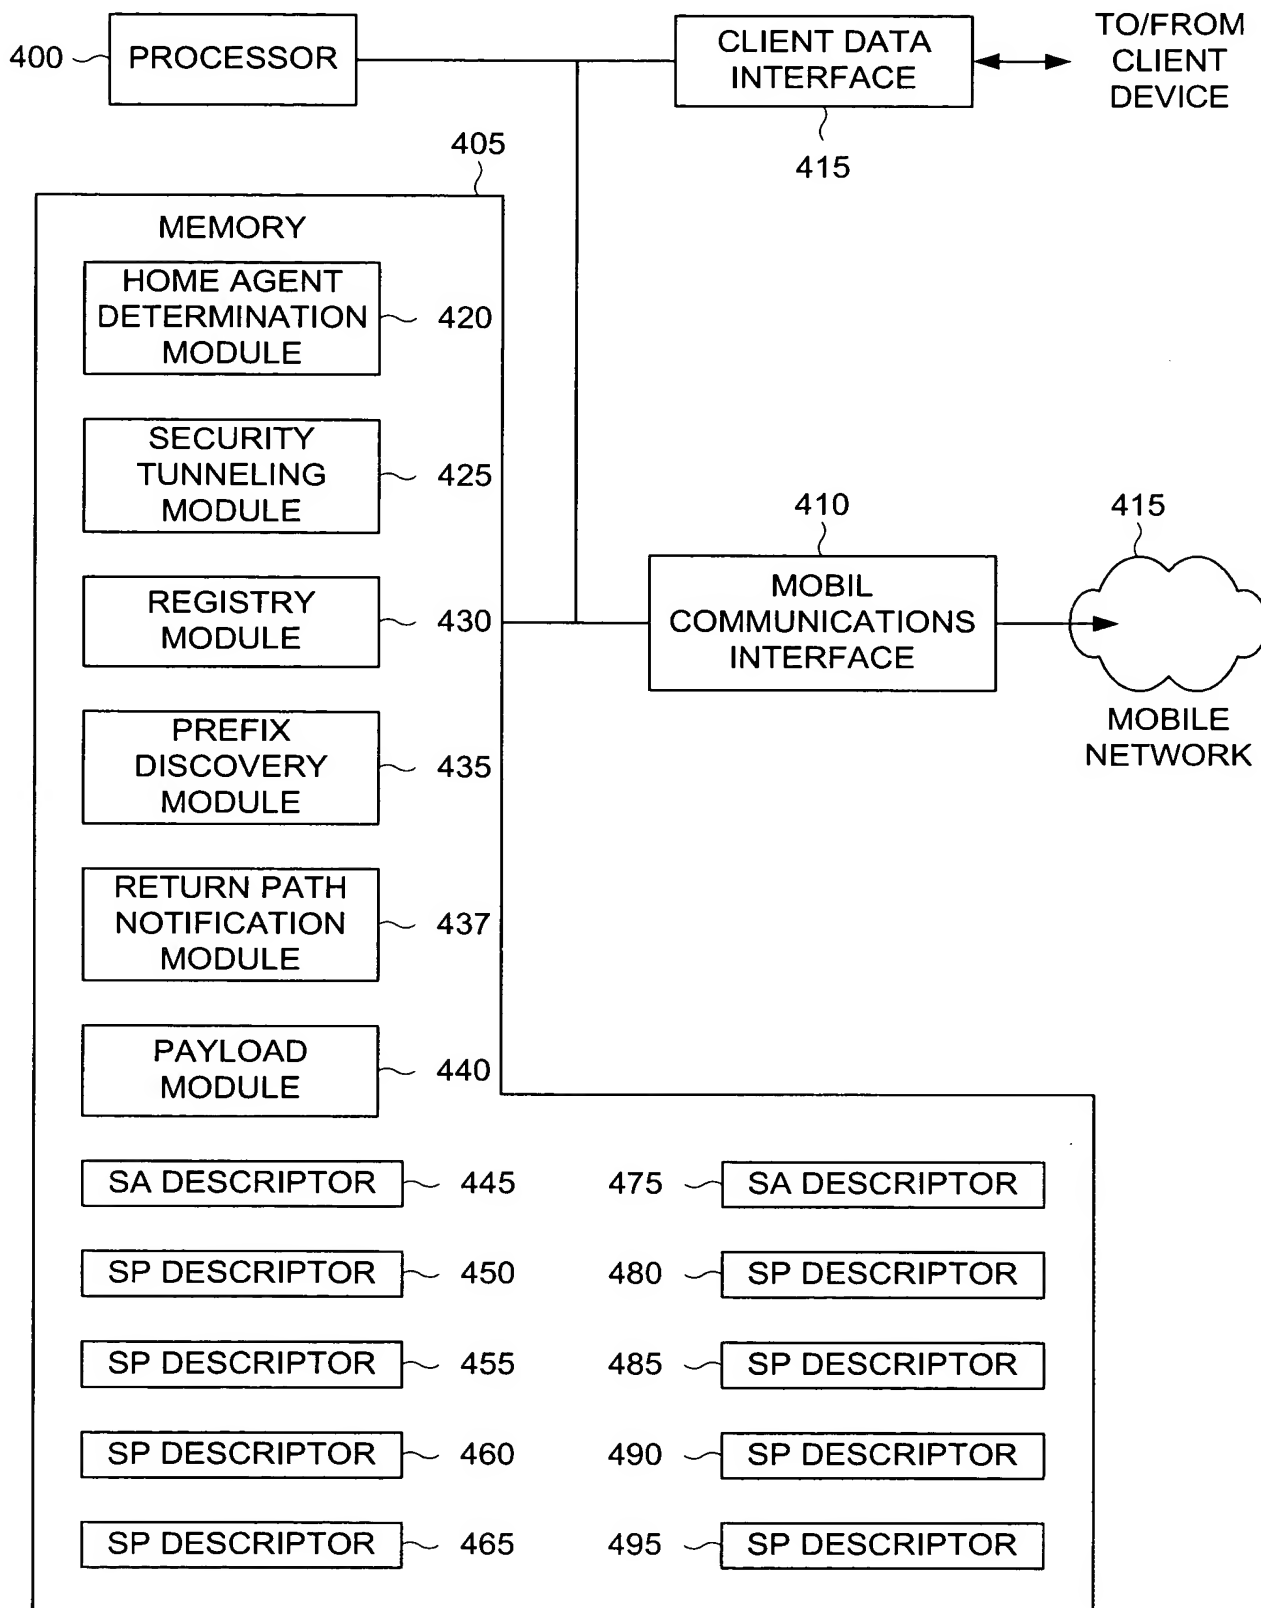 400
PROCESSOR
CLIENT DATA
INTERFACE
415
TO/FROM
CLIENT
DEVICE
405
MEMORY
HOME AGENT
DETERMINATION
MODULE
420
SECURITY
TUNNELING
MODULE
425
REGISTRY
MODULE
430
PREFIX
DISCOVERY
MODULE
435
RETURN PATH
NOTIFICATION
MODULE
437
PAYLOAD
MODULE
440
410
MOBIL
COMMUNICATIONS
INTERFACE
415
MOBILE
NETWORK
SA DESCRIPTOR
445
475
SA DESCRIPTOR
SP DESCRIPTOR
450
480
SP DESCRIPTOR
SP DESCRIPTOR
455
485
SP DESCRIPTOR
SP DESCRIPTOR
460
490
SP DESCRIPTOR
SP DESCRIPTOR
465
495
SP DESCRIPTOR